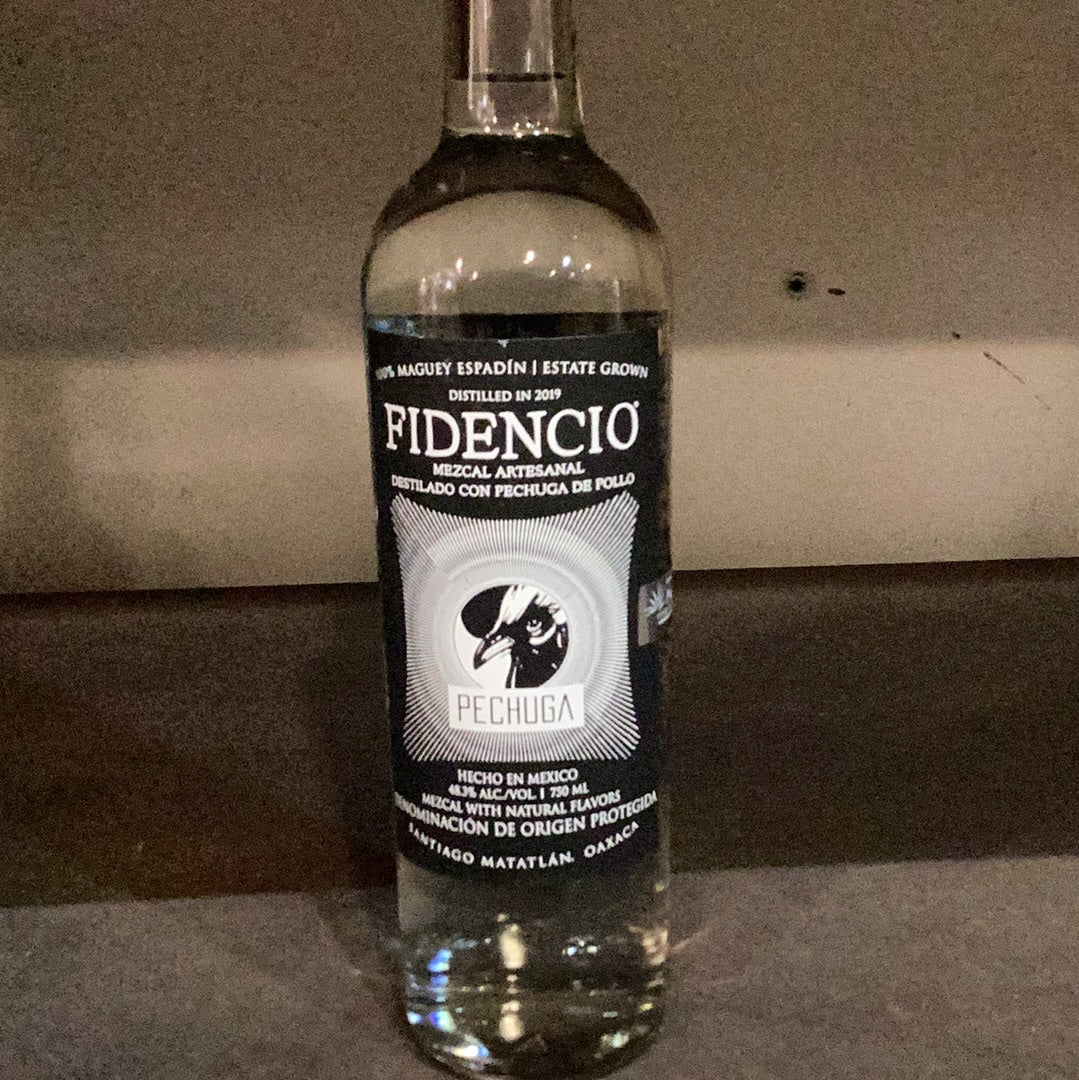 100% MAGUEY ESPADÍN | ESTATE GROWN
DISTILLED IN 2019
FIDENCIO®
MEZCAL ARTESANAL
DESTILADO CON PECHUGA DE POLLO
PECHUGA
HECHO EN MEXICO
48.3% ALC./VOL. | 750 ML
MEZCAL WITH NATURAL FLAVORS
DENOMINACIÓN DE ORIGEN PROTEGIDA
SANTIAGO MATATLÁN, OAXACA